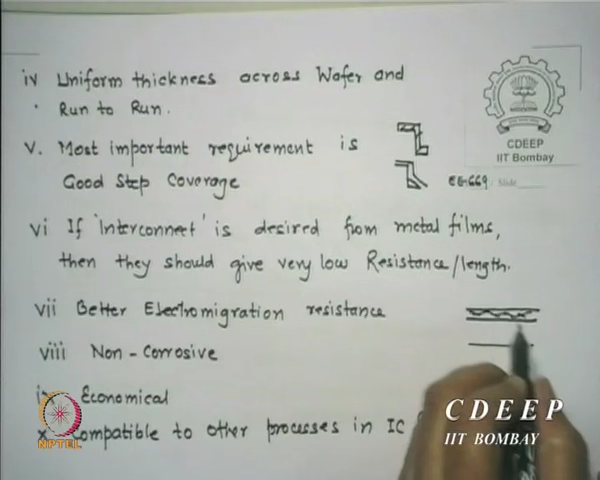 iv Uniform thickness across Wafer and
Run to Run.
v. Most important requirement is
Good Step Coverage
CDEEP
IIT Bombay
EE-669 Slide
vi If 'Interconnect' is desired from metal films,
then they should give very low Resistance/length.
vii Better Electromigration resistance
viii Non-Corrosive
ix Economical
x Compatible to other processes in IC
NPTEL
CDEEP
IIT BOMBAY